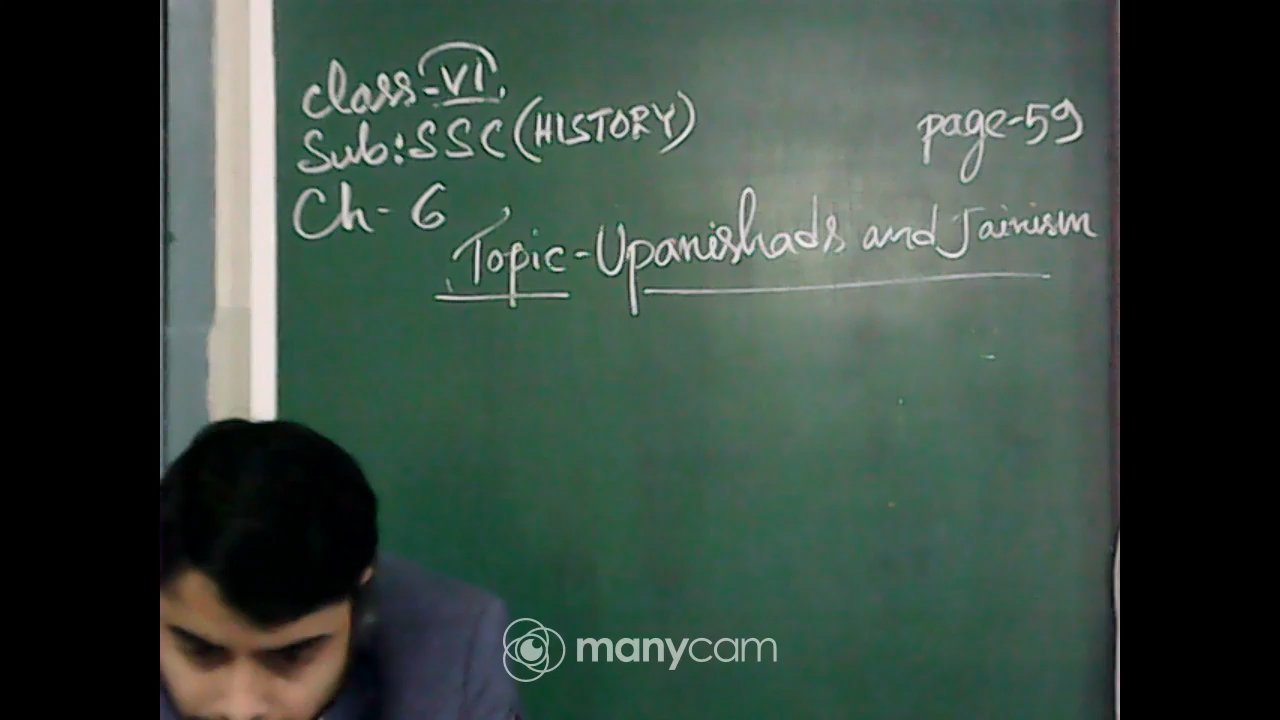 Class-VI.
Sub:SSC(HISTORY)
page-59
Ch-6
Topic-Upanishads and Jainism
manycam